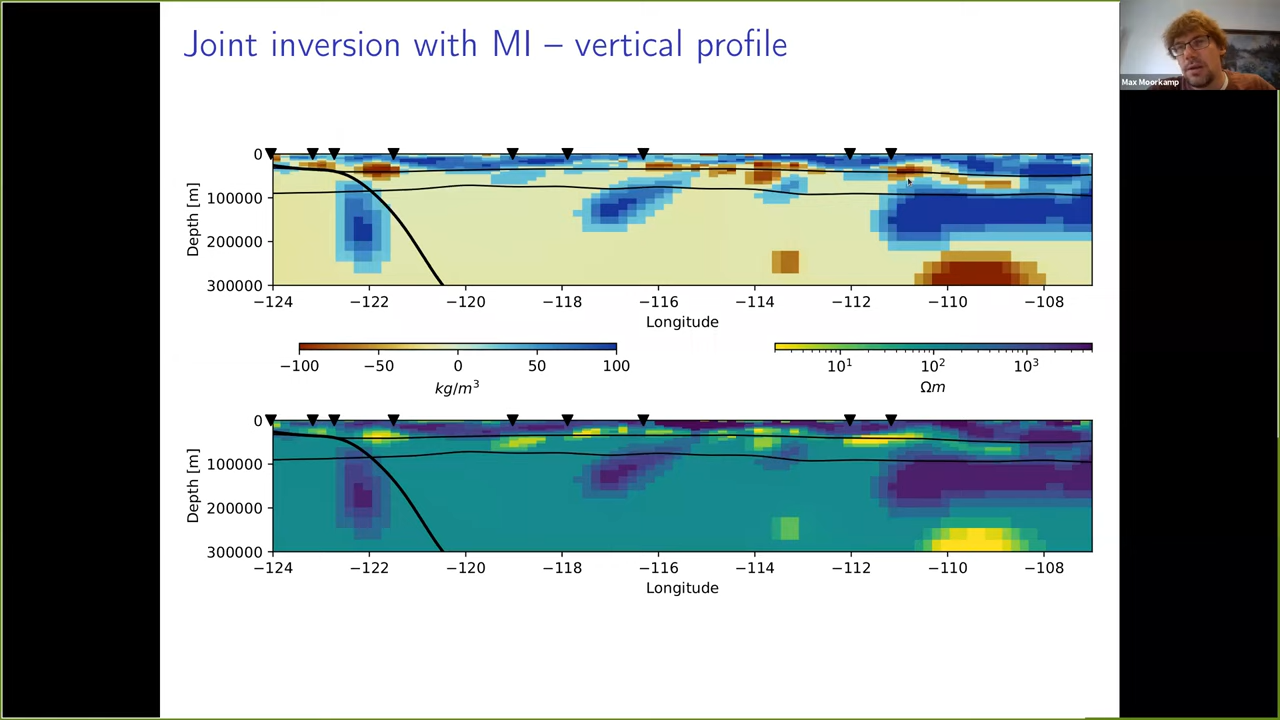 Joint inversion with MI – vertical profile
Max Moorkamp
0
100000
200000
300000
Depth [m]
−124 −122 −120 −118 −116 −114 −112 −110 −108
Longitude
−100 −50 0 50 100
kg/m³
10¹ 10² 10³
Ωm
0
100000
200000
300000
Depth [m]
−124 −122 −120 −118 −116 −114 −112 −110 −108
Longitude